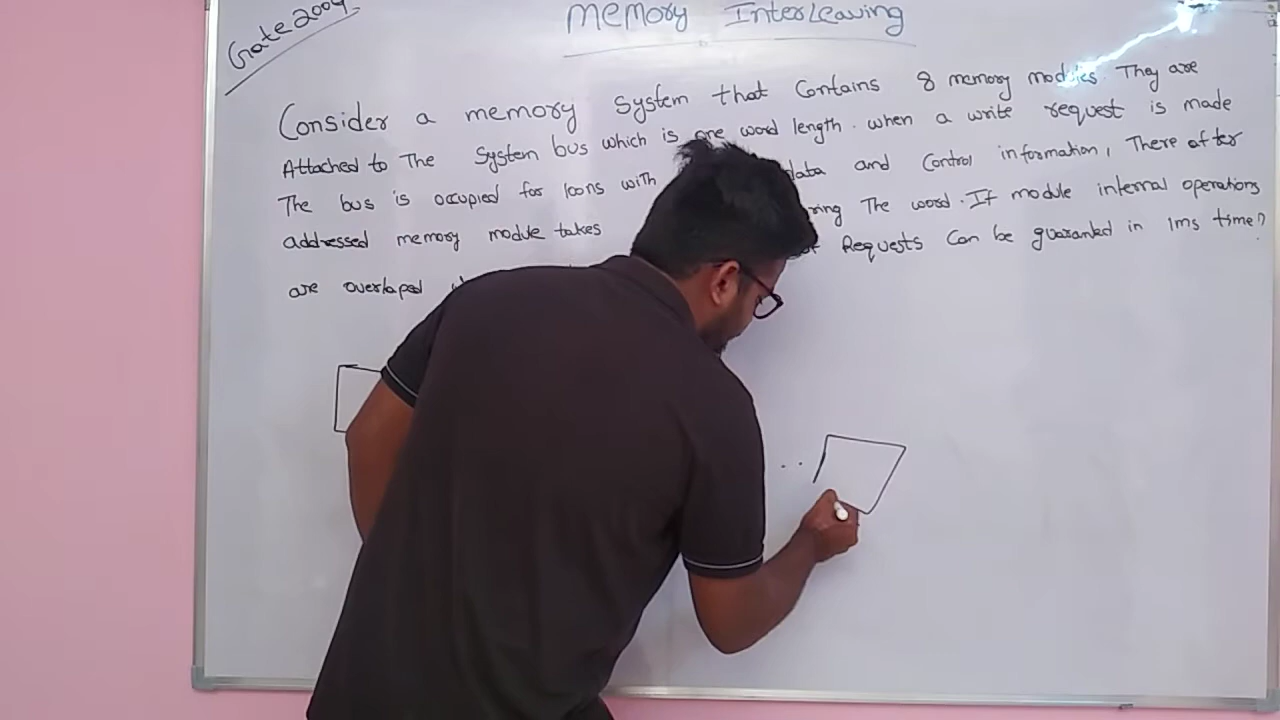 Gate 2009
Memory Interleaving
Consider a memory System that Contains 8 memory modules. They are
Attached to The System bus which is one word length. when a write request is made
The bus is occupied for 100ns with data and Control information, There after
addressed memory module takes The word. If module internal operations
are overlaped Requests Can be guaranted in 1ms time?